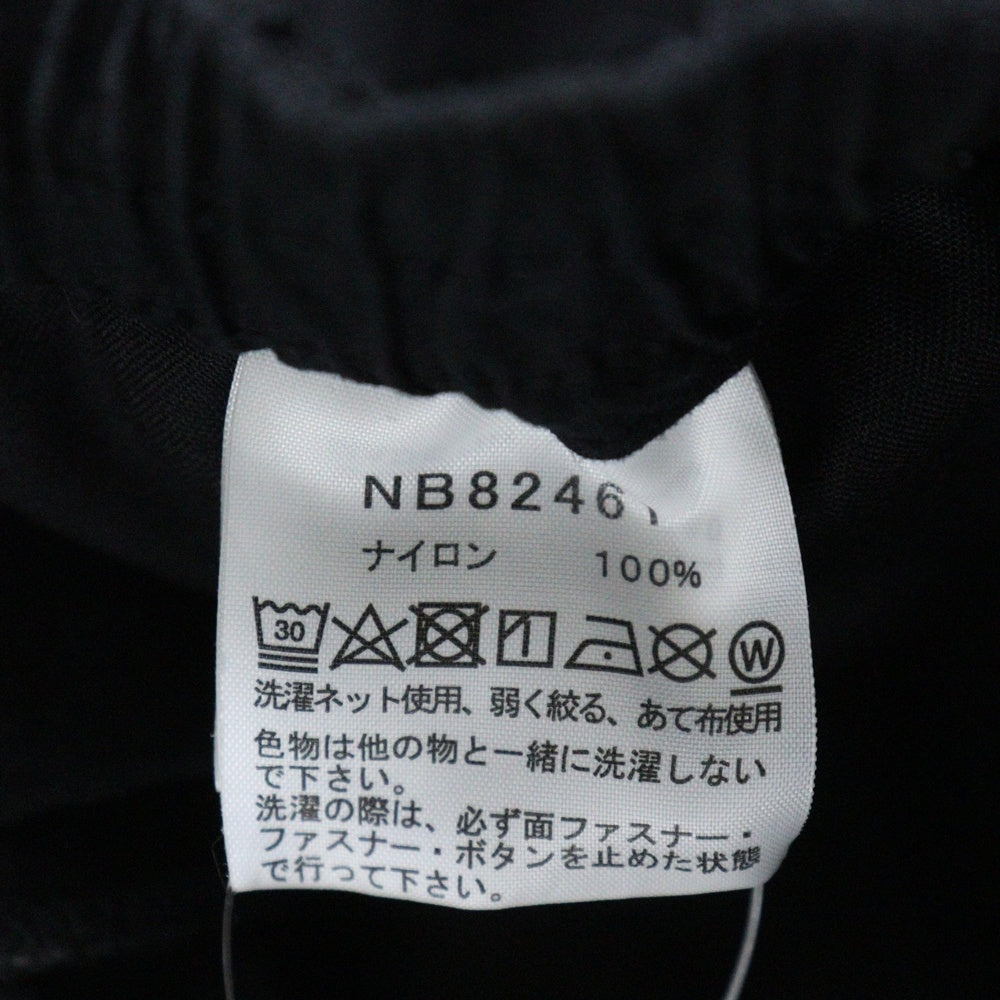 NB82461
ナイロン 100%
30 W
洗濯ネット使用、弱く絞る、あて布使用
色物は他の物と一緒に洗濯しない
で下さい。
洗濯の際は、必ず面ファスナー・
ファスナー・ボタンを止めた状態
で行って下さい。